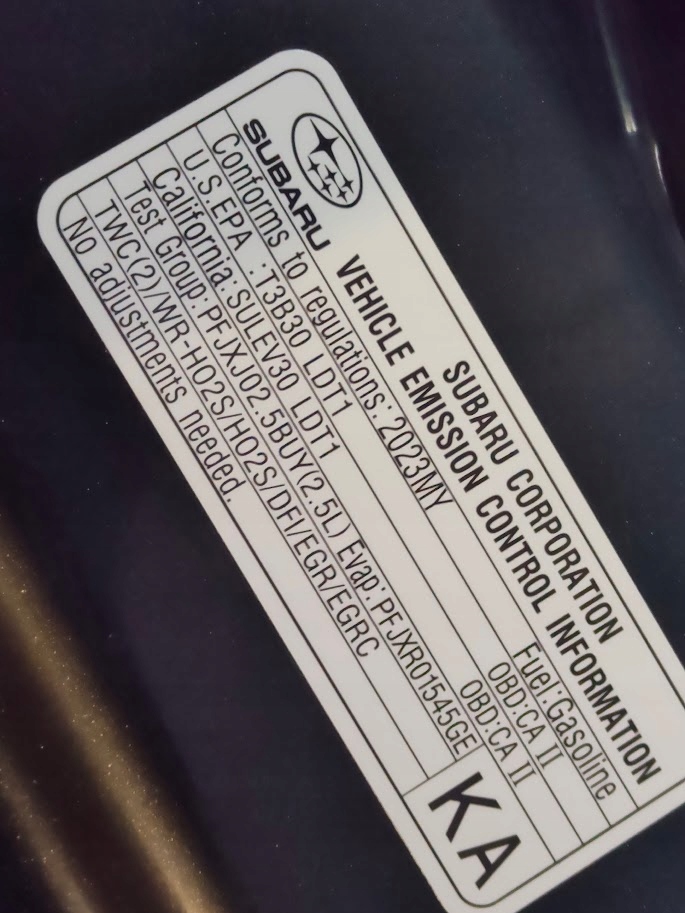 SUBARU
SUBARU CORPORATION
VEHICLE EMISSION CONTROL INFORMATION
Conforms to regulations: 2023MY Fuel:Gasoline
U.S.EPA :T3B30 LDT1 OBD:CA II
California:SULEV30 LDT1 OBD:CA II
Test Group:PFJXJ02.5BUY(2.5L) Evap:PFJXR01545GE
TWC(2)/WR-HO2S/HO2S/DFI/EGR/EGRC
No adjustments needed.
KA